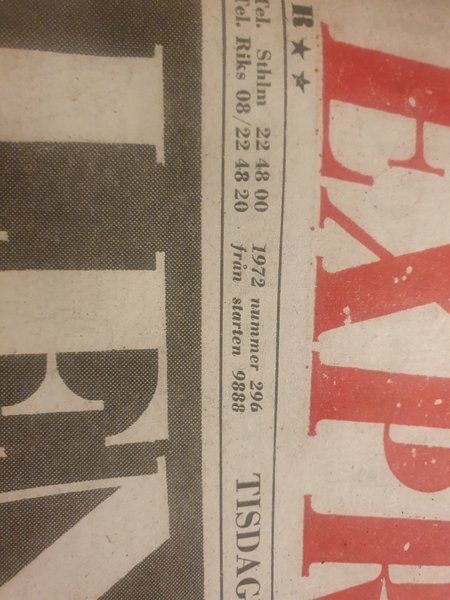 R★★
EXPR
Tel. Sthlm 22 48 00 1972 nummer 296
Tel. Riks 08/22 48 20 från starten 9888
TISDAG
LEN